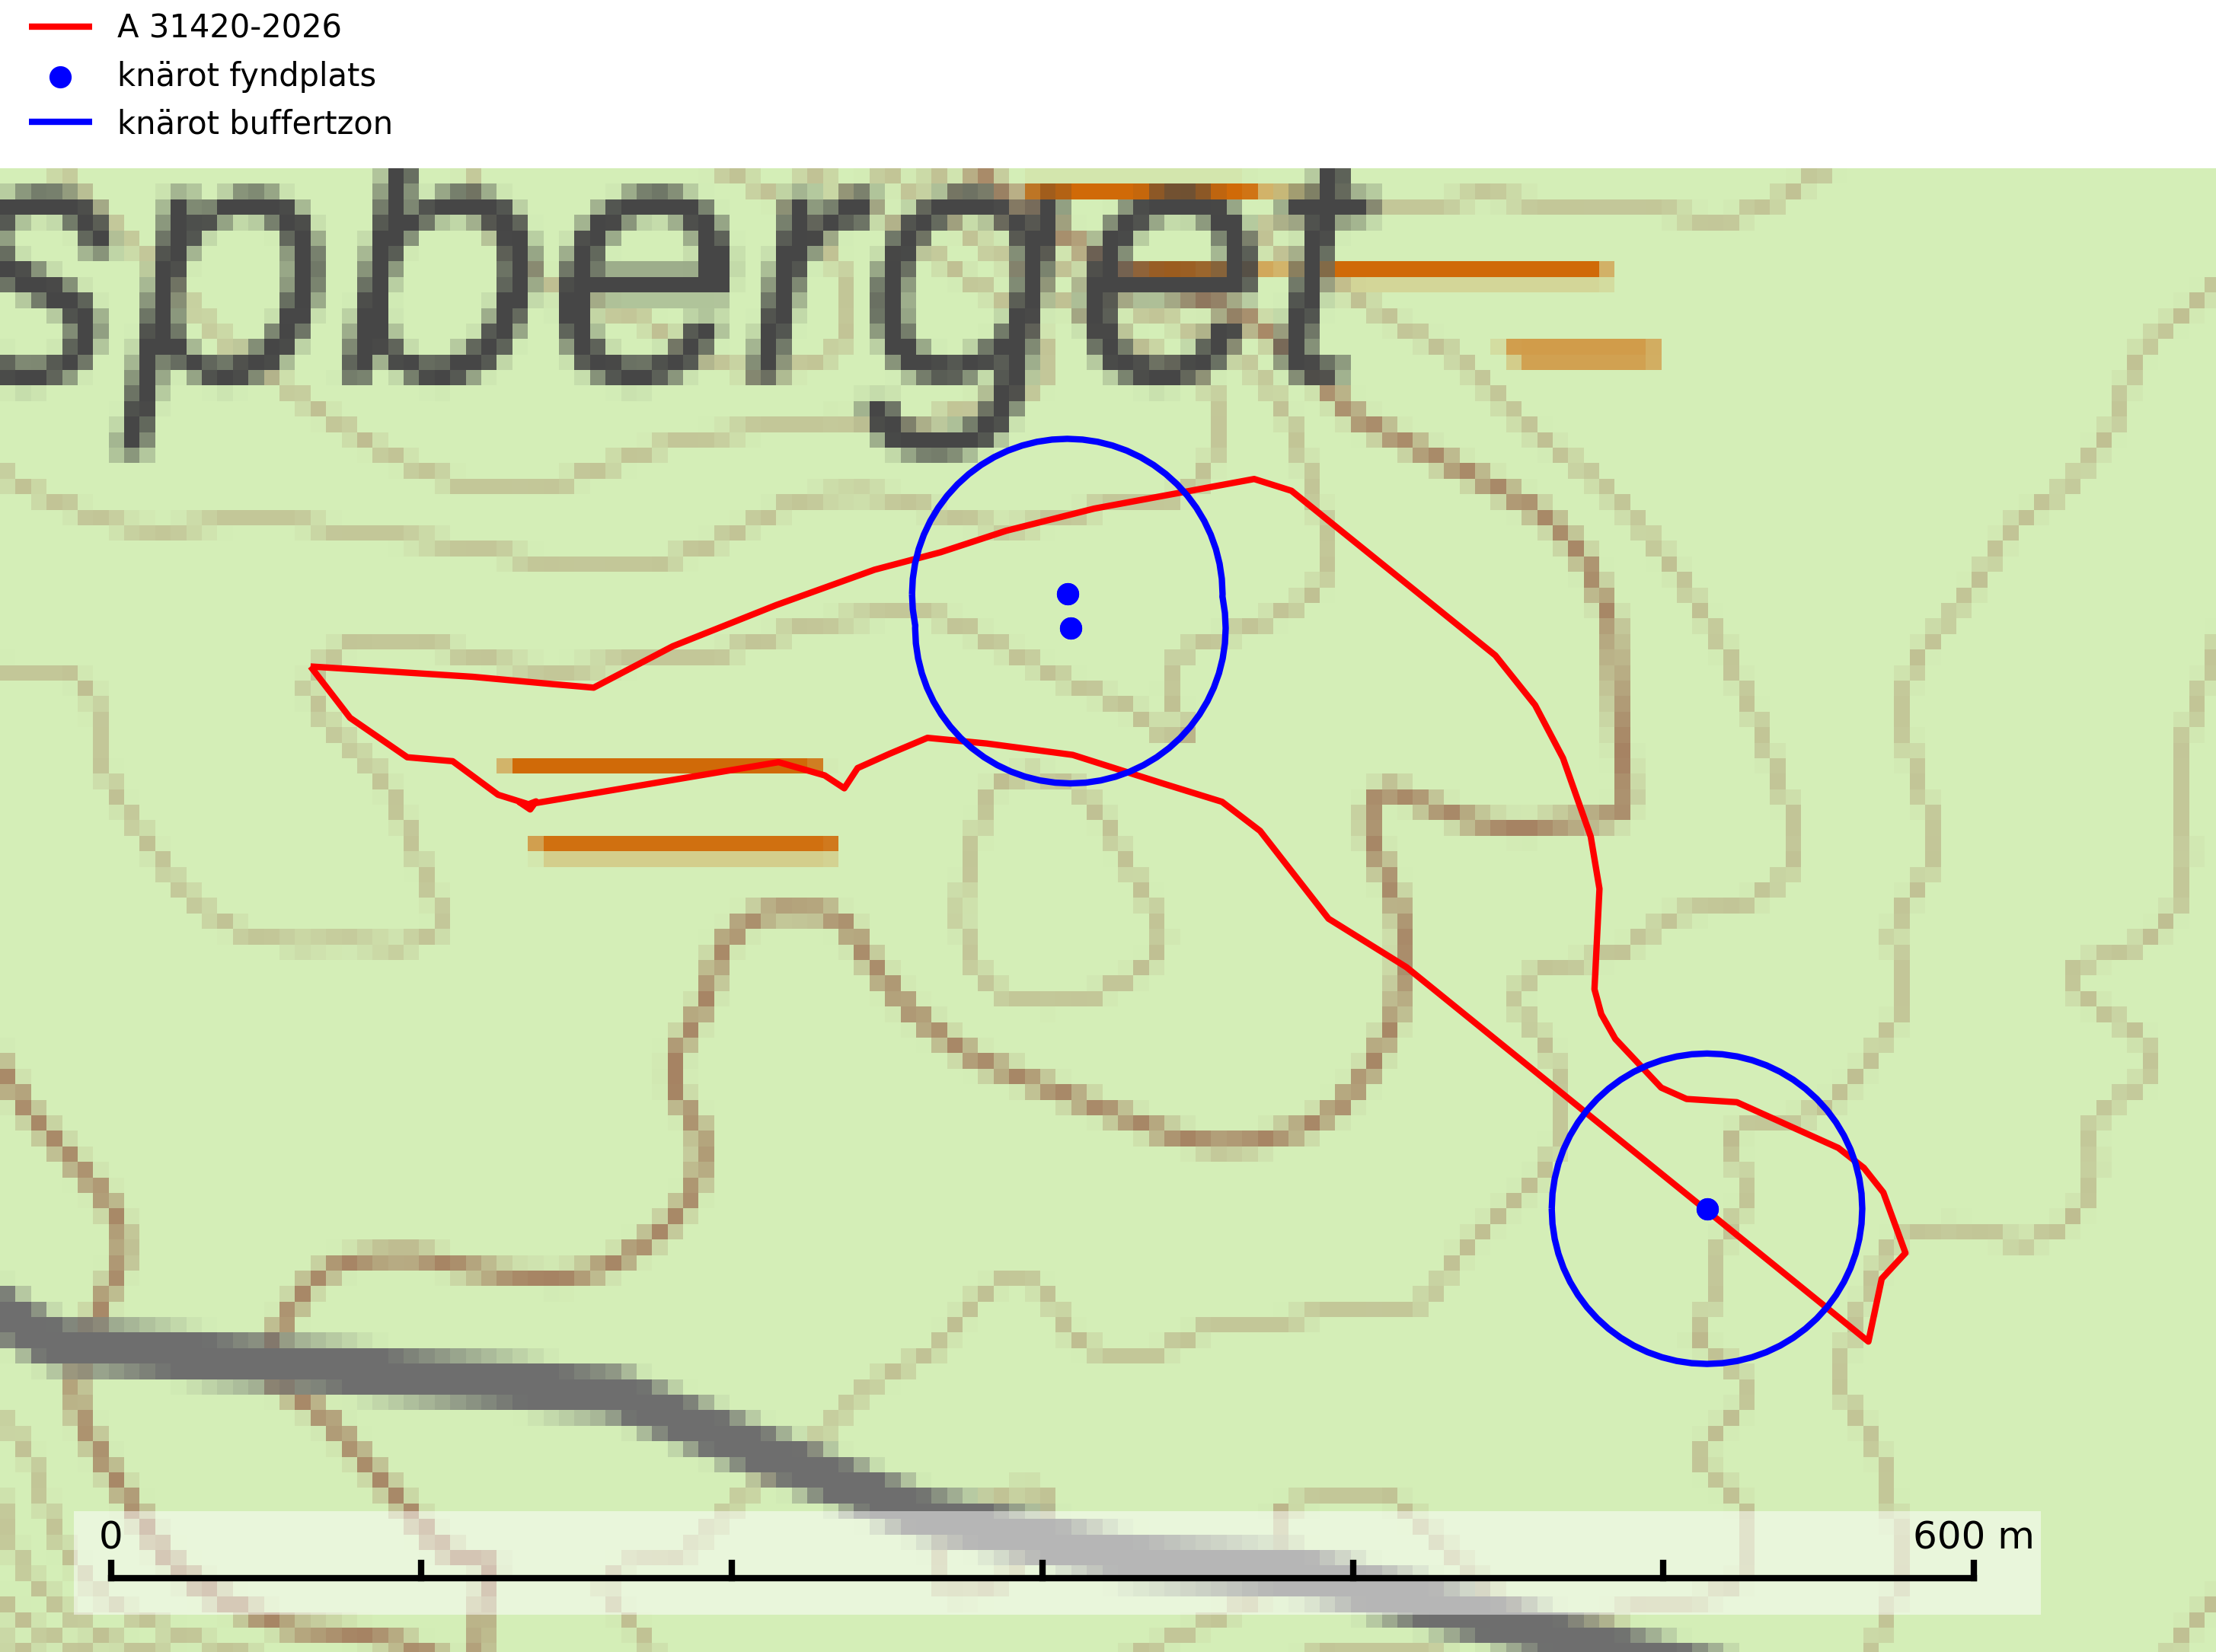 A 31420-2026
knärot fyndplats
knärot buffertzon
spberget
0 600 m